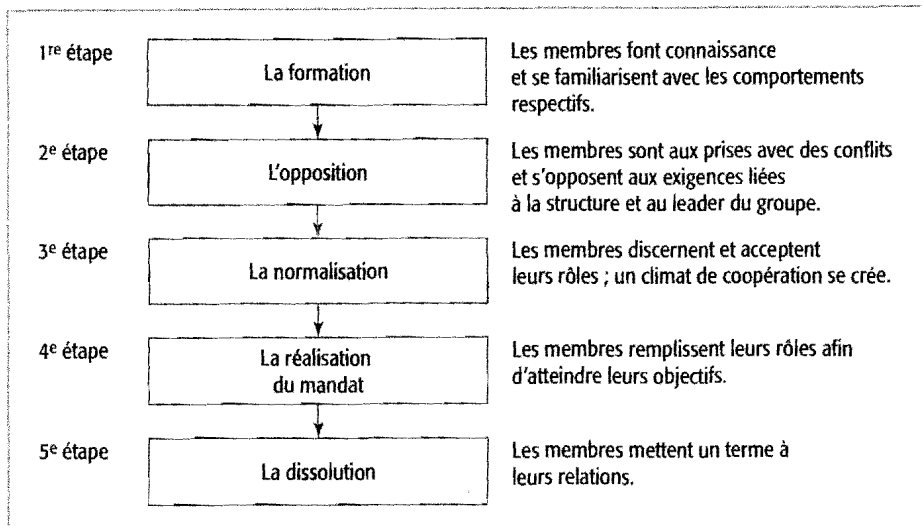 1re étape
La formation
Les membres font connaissance
et se familiarisent avec les comportements
respectifs.
2e étape
L'opposition
Les membres sont aux prises avec des conflits
et s'opposent aux exigences liées
à la structure et au leader du groupe.
3e étape
La normalisation
Les membres discernent et acceptent
leurs rôles ; un climat de coopération se crée.
4e étape
La réalisation
du mandat
Les membres remplissent leurs rôles afin
d'atteindre leurs objectifs.
5e étape
La dissolution
Les membres mettent un terme à
leurs relations.